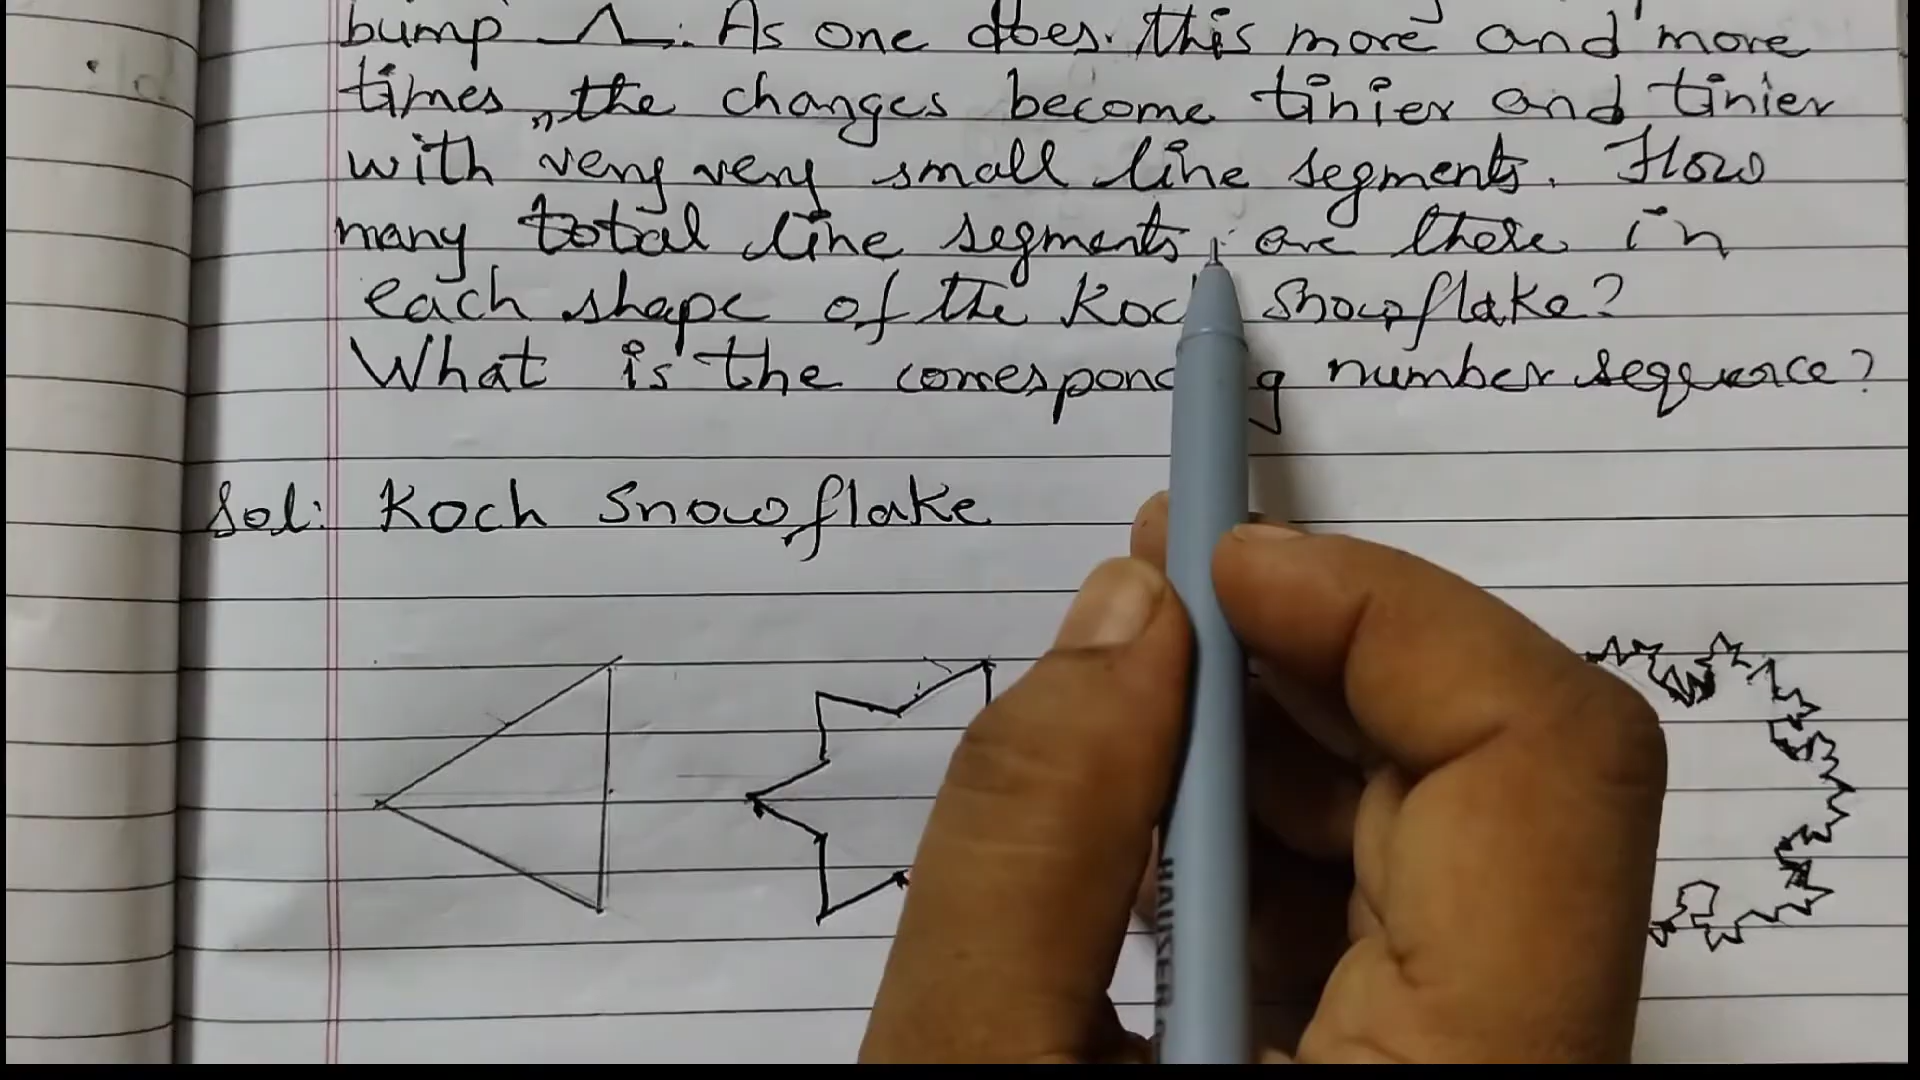 bump. As one does this more and more
times, the changes become tinier and tinier
with very very small line segments. How
many total line segments are there in
each shape of the Koch Snowflake?
What is the number sequence?
Sol: Koch Snowflake
HAUSER